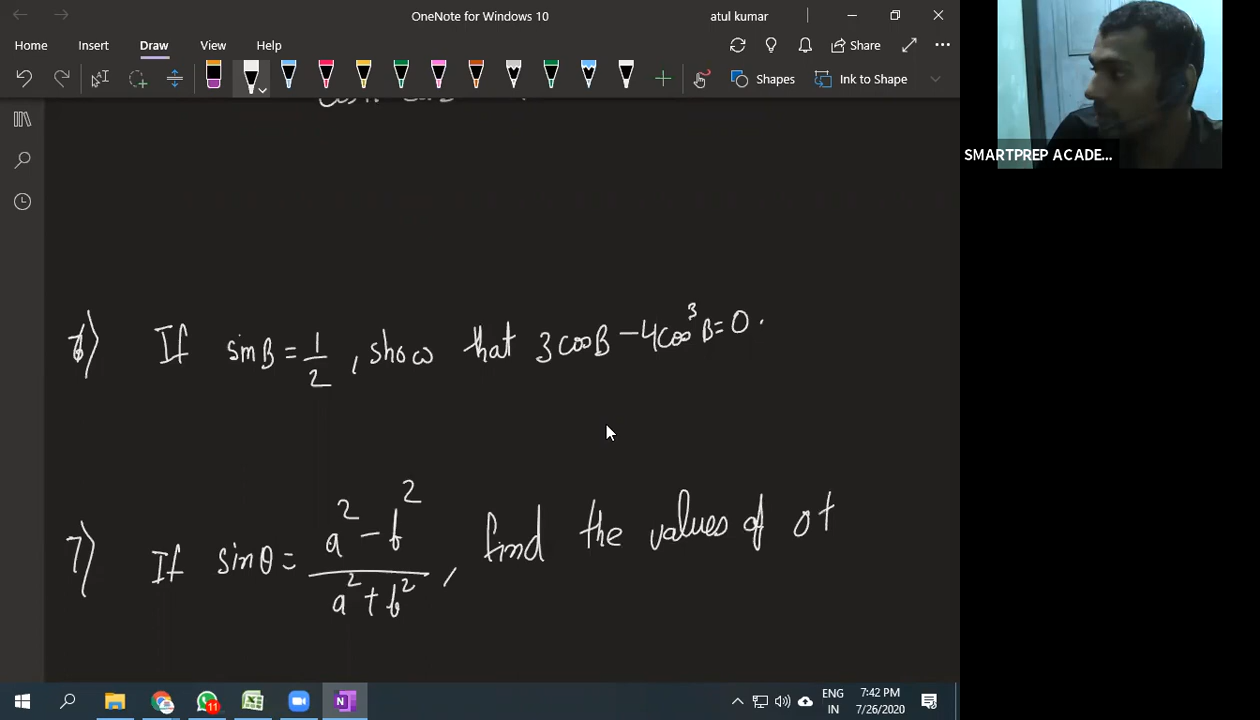 OneNote for Windows 10
atul kumar
Home Insert Draw View Help
Share
Shapes
Ink to Shape
SMARTPREP ACADE...
6) If sinB = 1/2, show that 3cosB - 4cos³B = 0.
7) If sinθ = a² - b² / a² + b², find the values of ot
11
N
ENG
IN
7:42 PM
7/26/2020